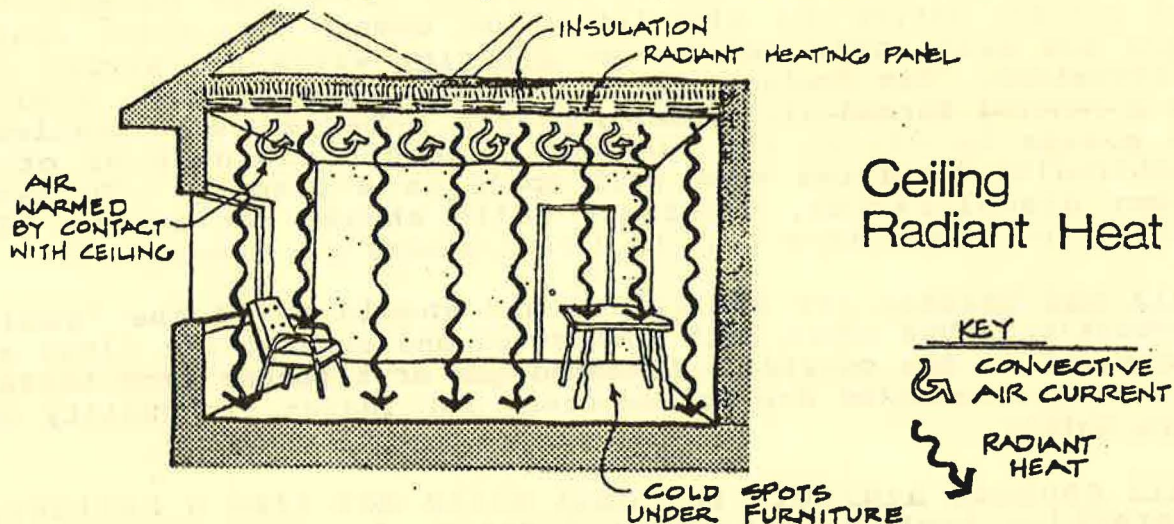 INSULATION
RADIANT HEATING PANEL
AIR
WARMED
BY CONTACT
WITH CEILING
Ceiling
Radiant Heat
KEY
CONVECTIVE
AIR CURRENT
RADIANT
HEAT
COLD SPOTS
UNDER FURNITURE